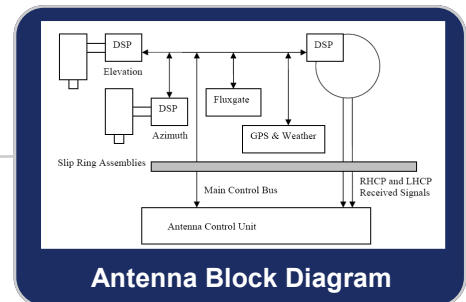 DSP
DSP
Elevation
DSP
Fluxgate
Azimuth
GPS & Weather
Slip Ring Assemblies
RHCP and LHCP
Received Signals
Main Control Bus
Antenna Control Unit
Antenna Block Diagram